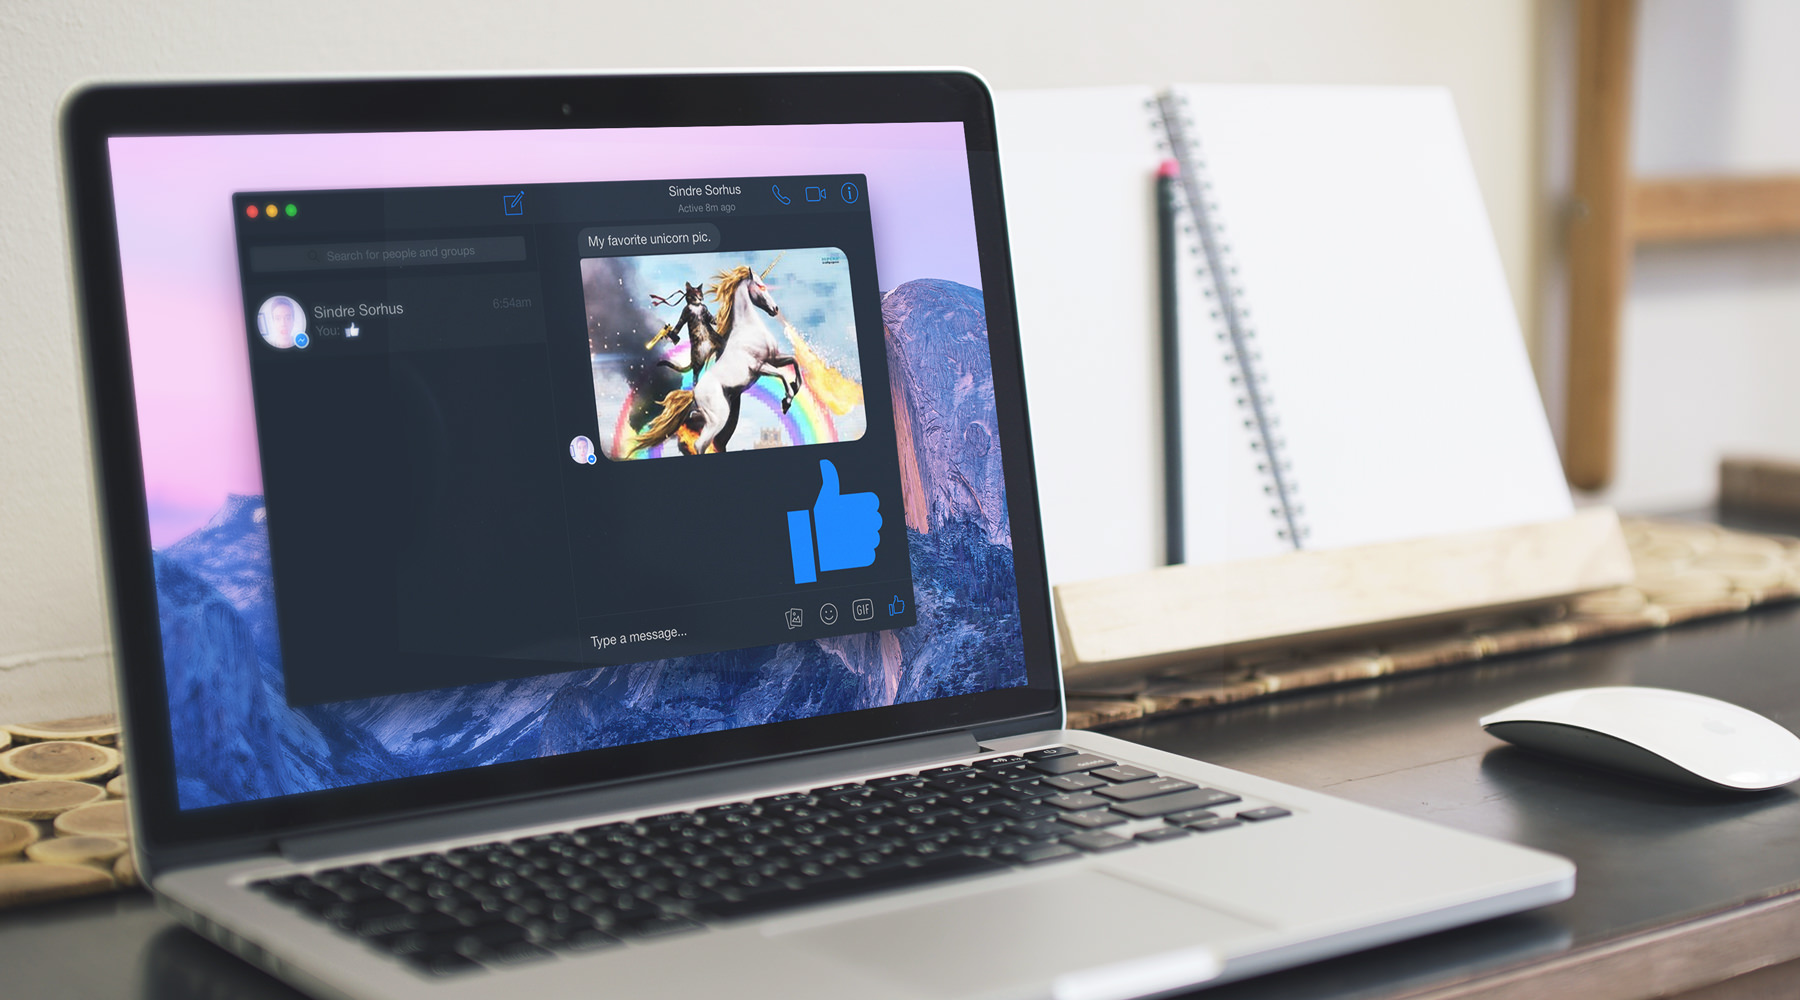 Sindre Sorhus
Active 8m ago
Search for people and groups
Sindre Sorhus
6:54am
You:
My favorite unicorn pic.
Type a message...
GIF